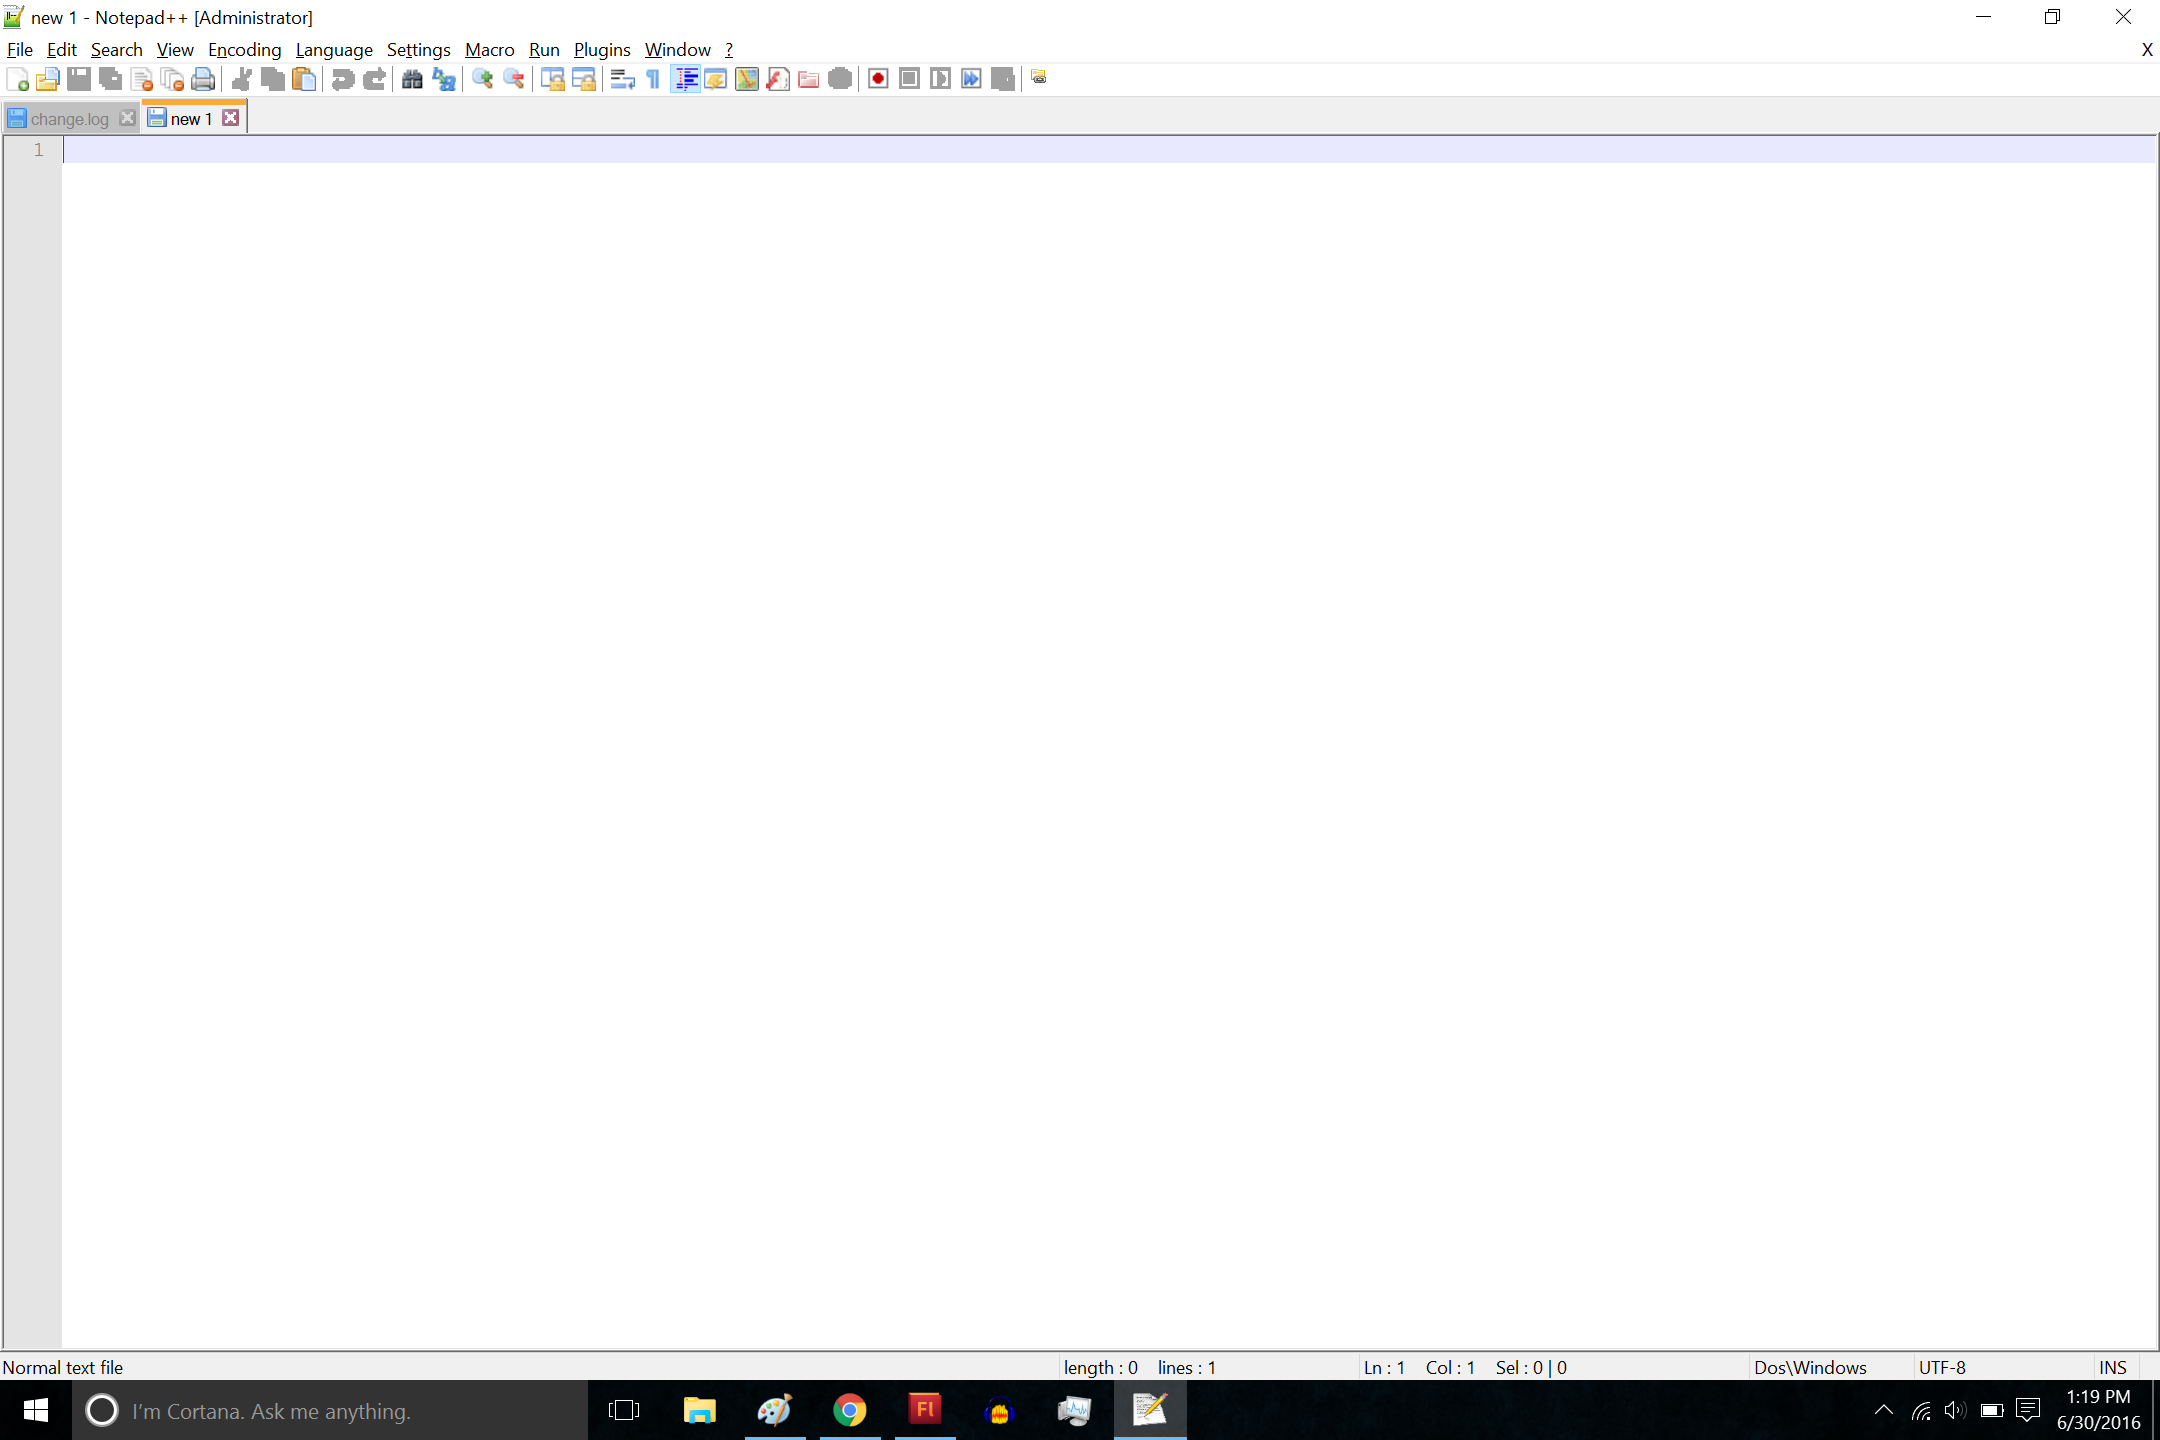 new 1 - Notepad++ [Administrator]
File Edit Search View Encoding Language Settings Macro Run Plugins Window ? X
change.log new 1
1
Normal text file length : 0 lines : 1 Ln : 1 Col : 1 Sel : 0 | 0 Dos\Windows UTF-8 INS
I'm Cortana. Ask me anything.
Fl
1:19 PM
6/30/2016